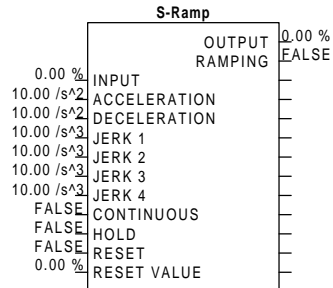 S-Ramp
OUTPUT 0.00 %
RAMPING FALSE
0.00 % INPUT
10.00 /s^2 ACCELERATION
10.00 /s^2 DECELERATION
10.00 /s^3 JERK 1
10.00 /s^3 JERK 2
10.00 /s^3 JERK 3
10.00 /s^3 JERK 4
FALSE CONTINUOUS
FALSE HOLD
FALSE RESET
0.00 % RESET VALUE